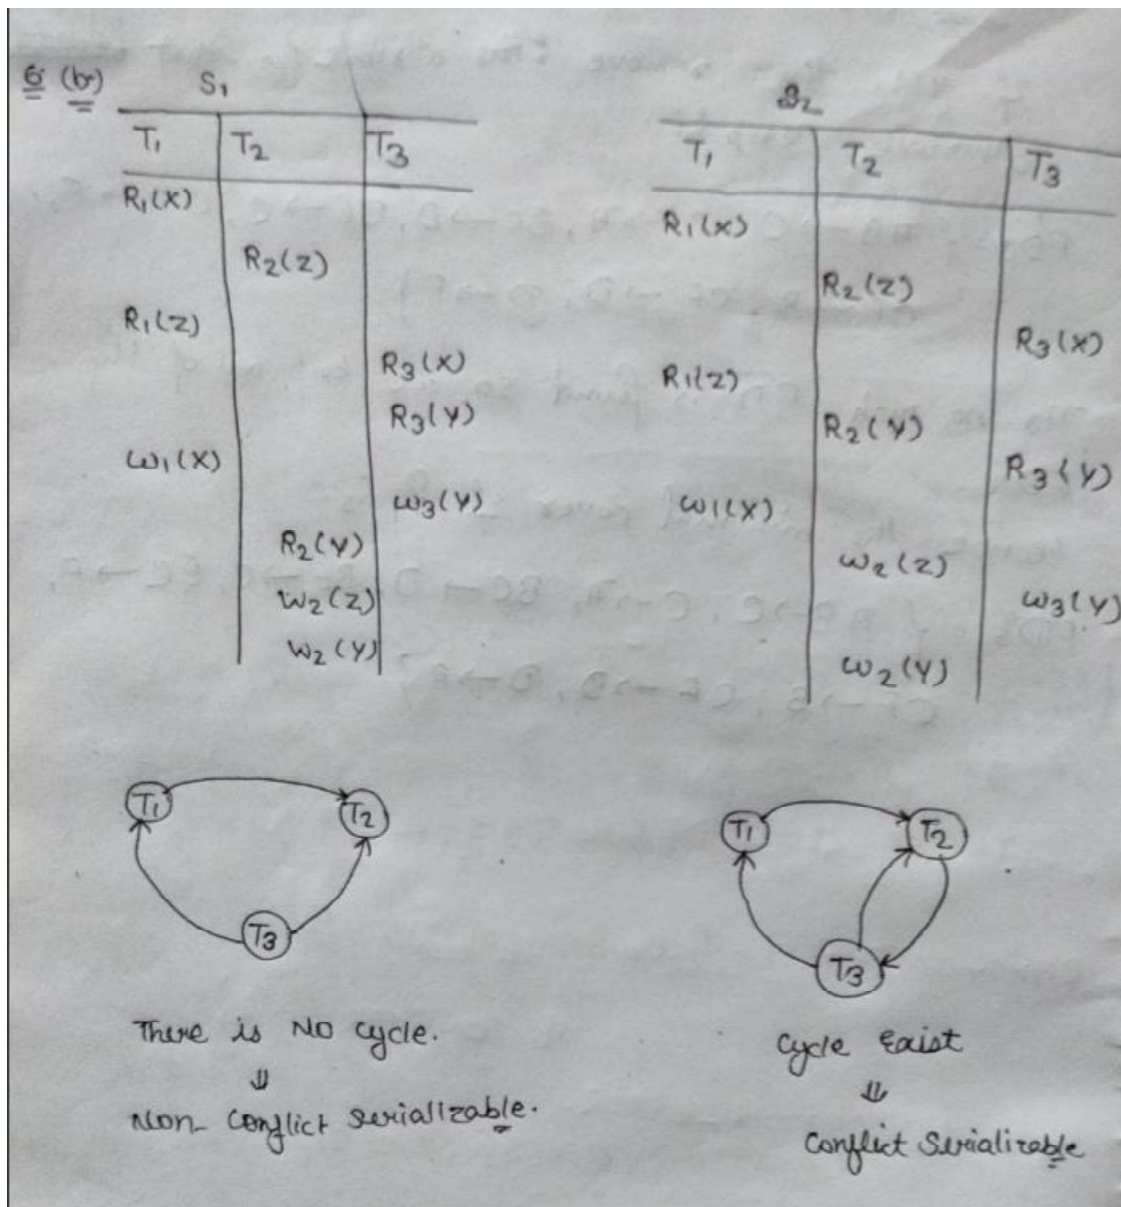 6 (b)
S1
T1 T2 T3
R1(X)
R2(Z)
R1(Z)
R3(X)
R3(Y)
W1(X)
W3(Y)
R2(Y)
W2(Z)
W2(Y)
S2
T1 T2 T3
R1(X)
R2(Z)
R3(X)
R1(Z)
R2(Y)
R3(Y)
W1(X)
W2(Z)
W3(Y)
W2(Y)
T1 T2
T3
There is NO cycle.
⇓
Non-Conflict serializable.
T1 T2
T3
Cycle Exist
⇓
Conflict Serializable